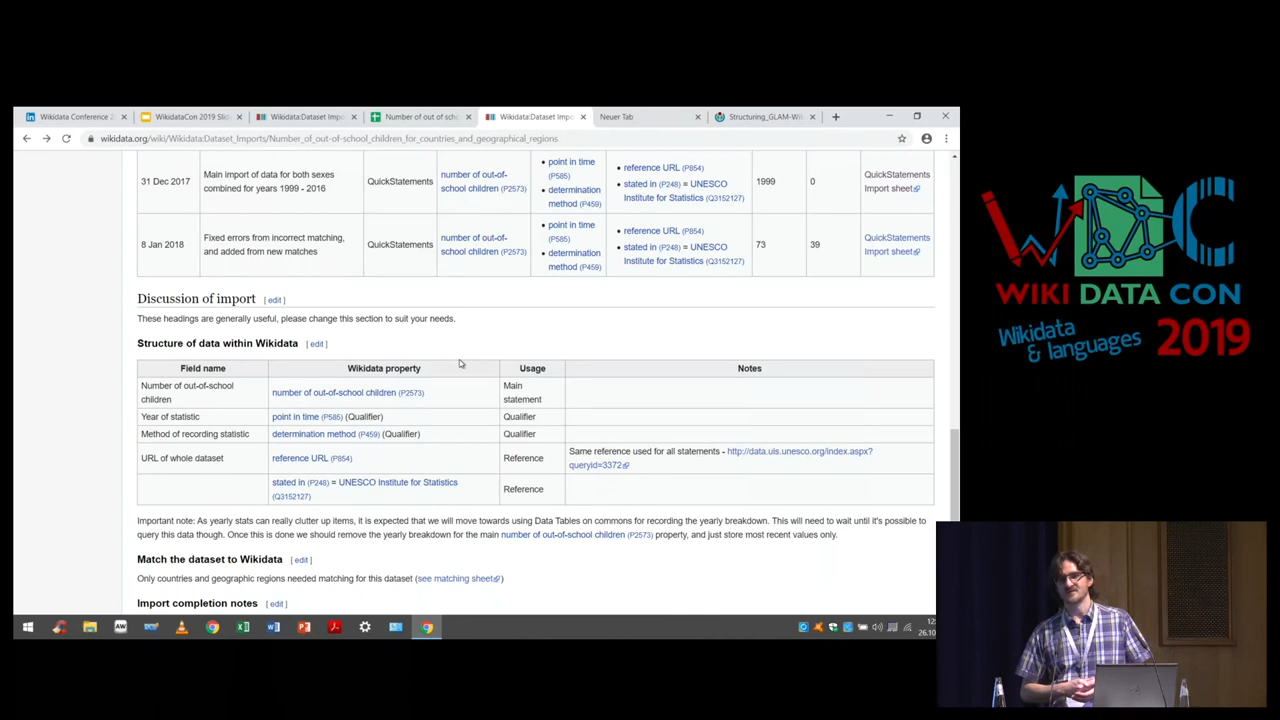 Wikidata Conference 2
WikidataCon 2019 Slid
Wikidata:Dataset Impo
Number of out-of-scho
Wikidata:Dataset Impo
Neuer Tab
Structuring_GLAM-Wi
wikidata.org/wiki/Wikidata:Dataset_Imports/Number_of_out-of-school_children_for_countries_and_geographical_regions
31 Dec 2017
Main import of data for both sexes
combined for years 1999 - 2016
QuickStatements
number of out-of-
school children (P2573)
• point in time
(P585)
• determination
method (P459)
• reference URL (P854)
• stated in (P248) = UNESCO
Institute for Statistics (Q3152127)
1999
0
QuickStatements
Import sheet
8 Jan 2018
Fixed errors from incorrect matching,
and added from new matches
QuickStatements
number of out-of-
school children (P2573)
• point in time
(P585)
• determination
method (P459)
• reference URL (P854)
• stated in (P248) = UNESCO
Institute for Statistics (Q3152127)
73
39
QuickStatements
Import sheet
Discussion of import [ edit ]
These headings are generally useful, please change this section to suit your needs.
Structure of data within Wikidata [ edit ]
Field name
Wikidata property
Usage
Notes
Number of out-of-school
children
number of out-of-school children (P2573)
Main
statement
Year of statistic
point in time (P585) (Qualifier)
Qualifier
Method of recording statistic
determination method (P459) (Qualifier)
Qualifier
URL of whole dataset
reference URL (P854)
Reference
Same reference used for all statements - http://data.uis.unesco.org/index.aspx?
queryid=3372
stated in (P248) = UNESCO Institute for Statistics
(Q3152127)
Reference
Important note: As yearly stats can really clutter up items, it is expected that we will move towards using Data Tables on commons for recording the yearly breakdown. This will need to wait until it's possible to
query this data though. Once this is done we should remove the yearly breakdown for the main number of out-of-school children (P2573) property, and just store most recent values only.
Match the dataset to Wikidata [ edit ]
Only countries and geographic regions needed matching for this dataset (see matching sheet)
Import completion notes [ edit ]
26.10
WIKI DATA CON
Wikidata
& languages
2019